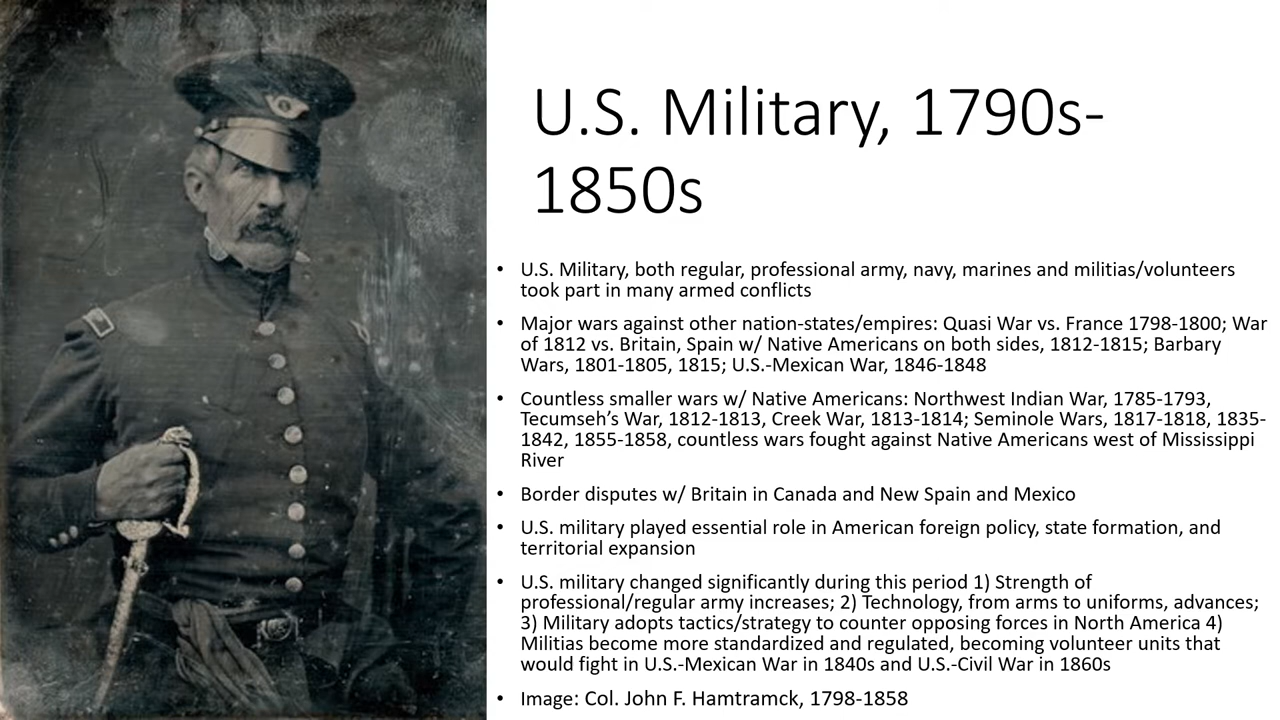 U.S. Military, 1790s-
1850s
• U.S. Military, both regular, professional army, navy, marines and militias/volunteers
took part in many armed conflicts
• Major wars against other nation-states/empires: Quasi War vs. France 1798-1800; War
of 1812 vs. Britain, Spain w/ Native Americans on both sides, 1812-1815; Barbary
Wars, 1801-1805, 1815; U.S.-Mexican War, 1846-1848
• Countless smaller wars w/ Native Americans: Northwest Indian War, 1785-1793,
Tecumseh’s War, 1812-1813, Creek War, 1813-1814; Seminole Wars, 1817-1818, 1835-
1842, 1855-1858, countless wars fought against Native Americans west of Mississippi
River
• Border disputes w/ Britain in Canada and New Spain and Mexico
• U.S. military played essential role in American foreign policy, state formation, and
territorial expansion
• U.S. military changed significantly during this period 1) Strength of
professional/regular army increases; 2) Technology, from arms to uniforms, advances;
3) Military adopts tactics/strategy to counter opposing forces in North America 4)
Militias become more standardized and regulated, becoming volunteer units that
would fight in U.S.-Mexican War in 1840s and U.S.-Civil War in 1860s
• Image: Col. John F. Hamtramck, 1798-1858